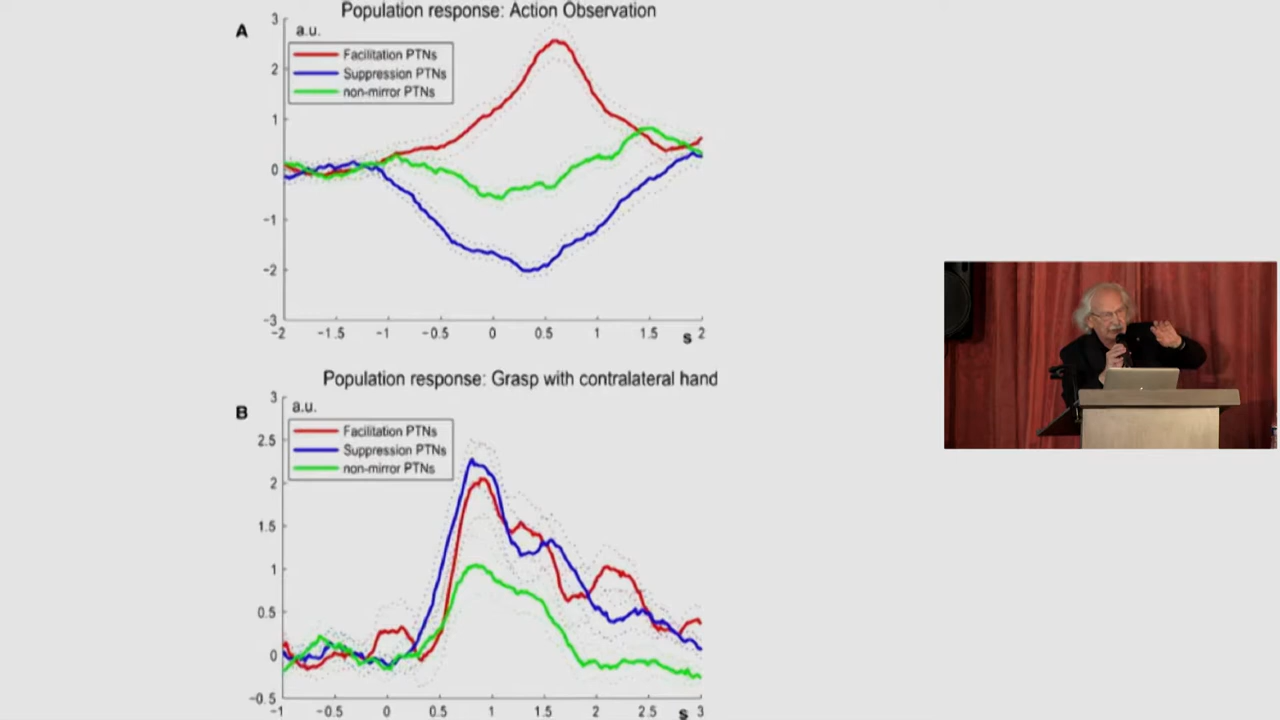 Population response: Action Observation
A
a.u.
Facilitation PTNs
Suppression PTNs
non-mirror PTNs
3
2
1
0
−1
−2
−3
−2
−1.5
−1
−0.5
0
0.5
1
1.5
s 2
Population response: Grasp with contralateral hand
B
a.u.
Facilitation PTNs
Suppression PTNs
non-mirror PTNs
3
2.5
2
1.5
1
0.5
0
−0.5
−1
−0.5
0
0.5
1
1.5
2
2.5
s 3